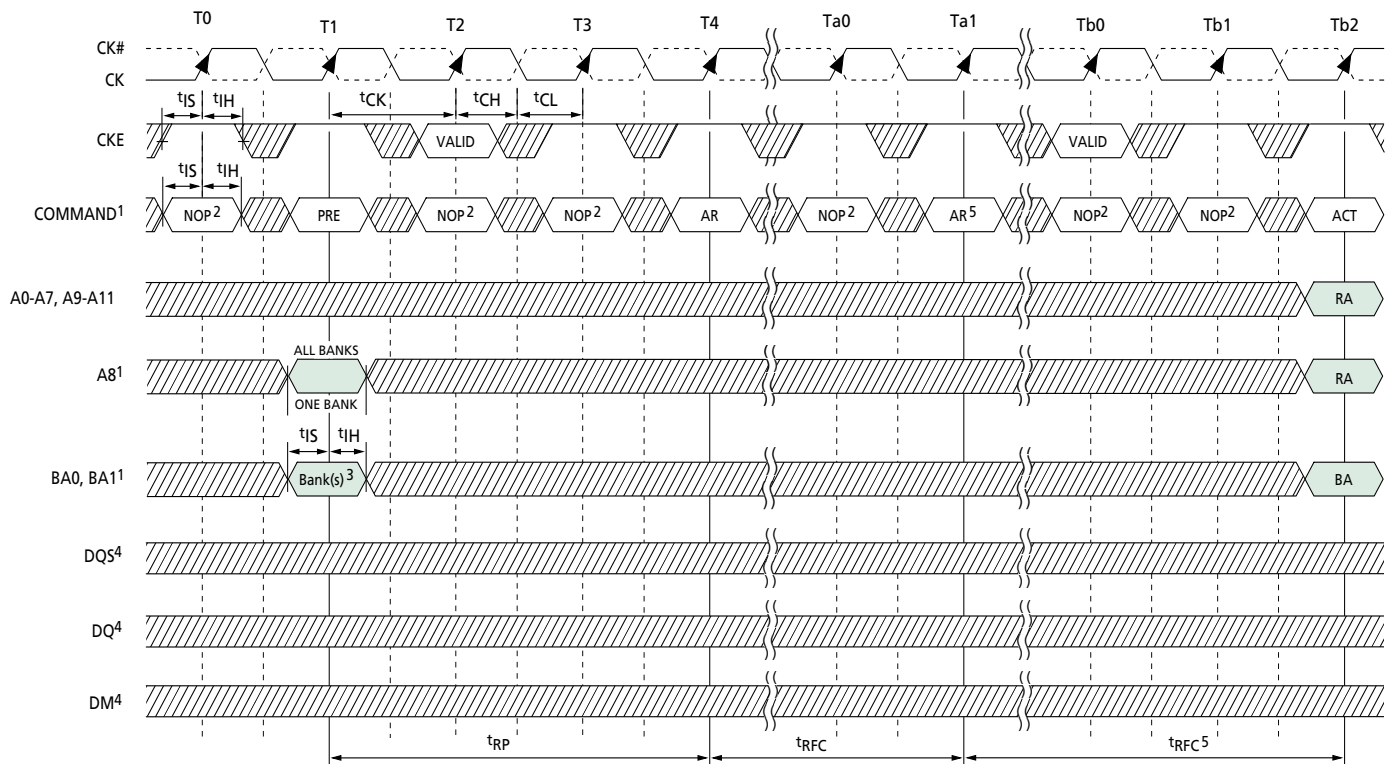 T0 T1 T2 T3 T4 Ta0 Ta1 Tb0 Tb1 Tb2
CK#
CK
tIS tIH tCK tCH tCL
CKE VALID VALID
tIS tIH
COMMAND1 NOP2 PRE NOP2 NOP2 AR NOP2 AR5 NOP2 NOP2 ACT
A0-A7, A9-A11 RA
ALL BANKS
A81 RA
ONE BANK
tIS tIH
BA0, BA11 Bank(s)3 BA
DQS4
DQ4
DM4
tRP tRFC tRFC5